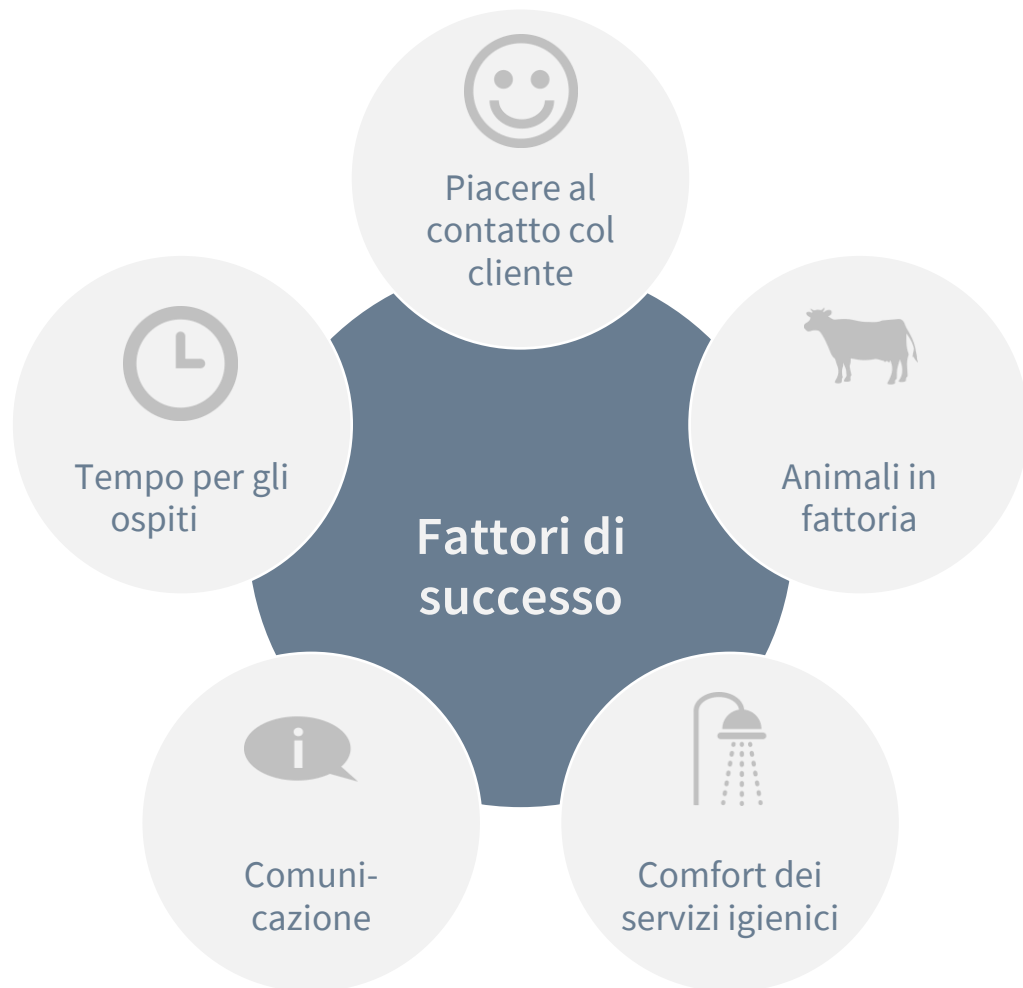 Piacere al
contatto col
cliente
Tempo per gli
ospiti
Animali in
fattoria
Fattori di
successo
i
Comuni-
cazione
Comfort dei
servizi igienici